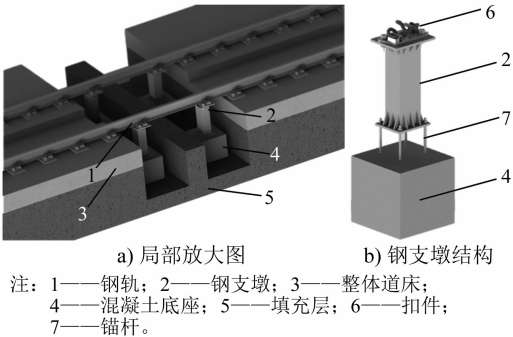 1
2
3
4
5
6
2
7
4
a) 局部放大图
b) 钢支墩结构
注：1——钢轨；2——钢支墩；3——整体道床；
4——混凝土底座；5——填充层；6——扣件；
7——锚杆。